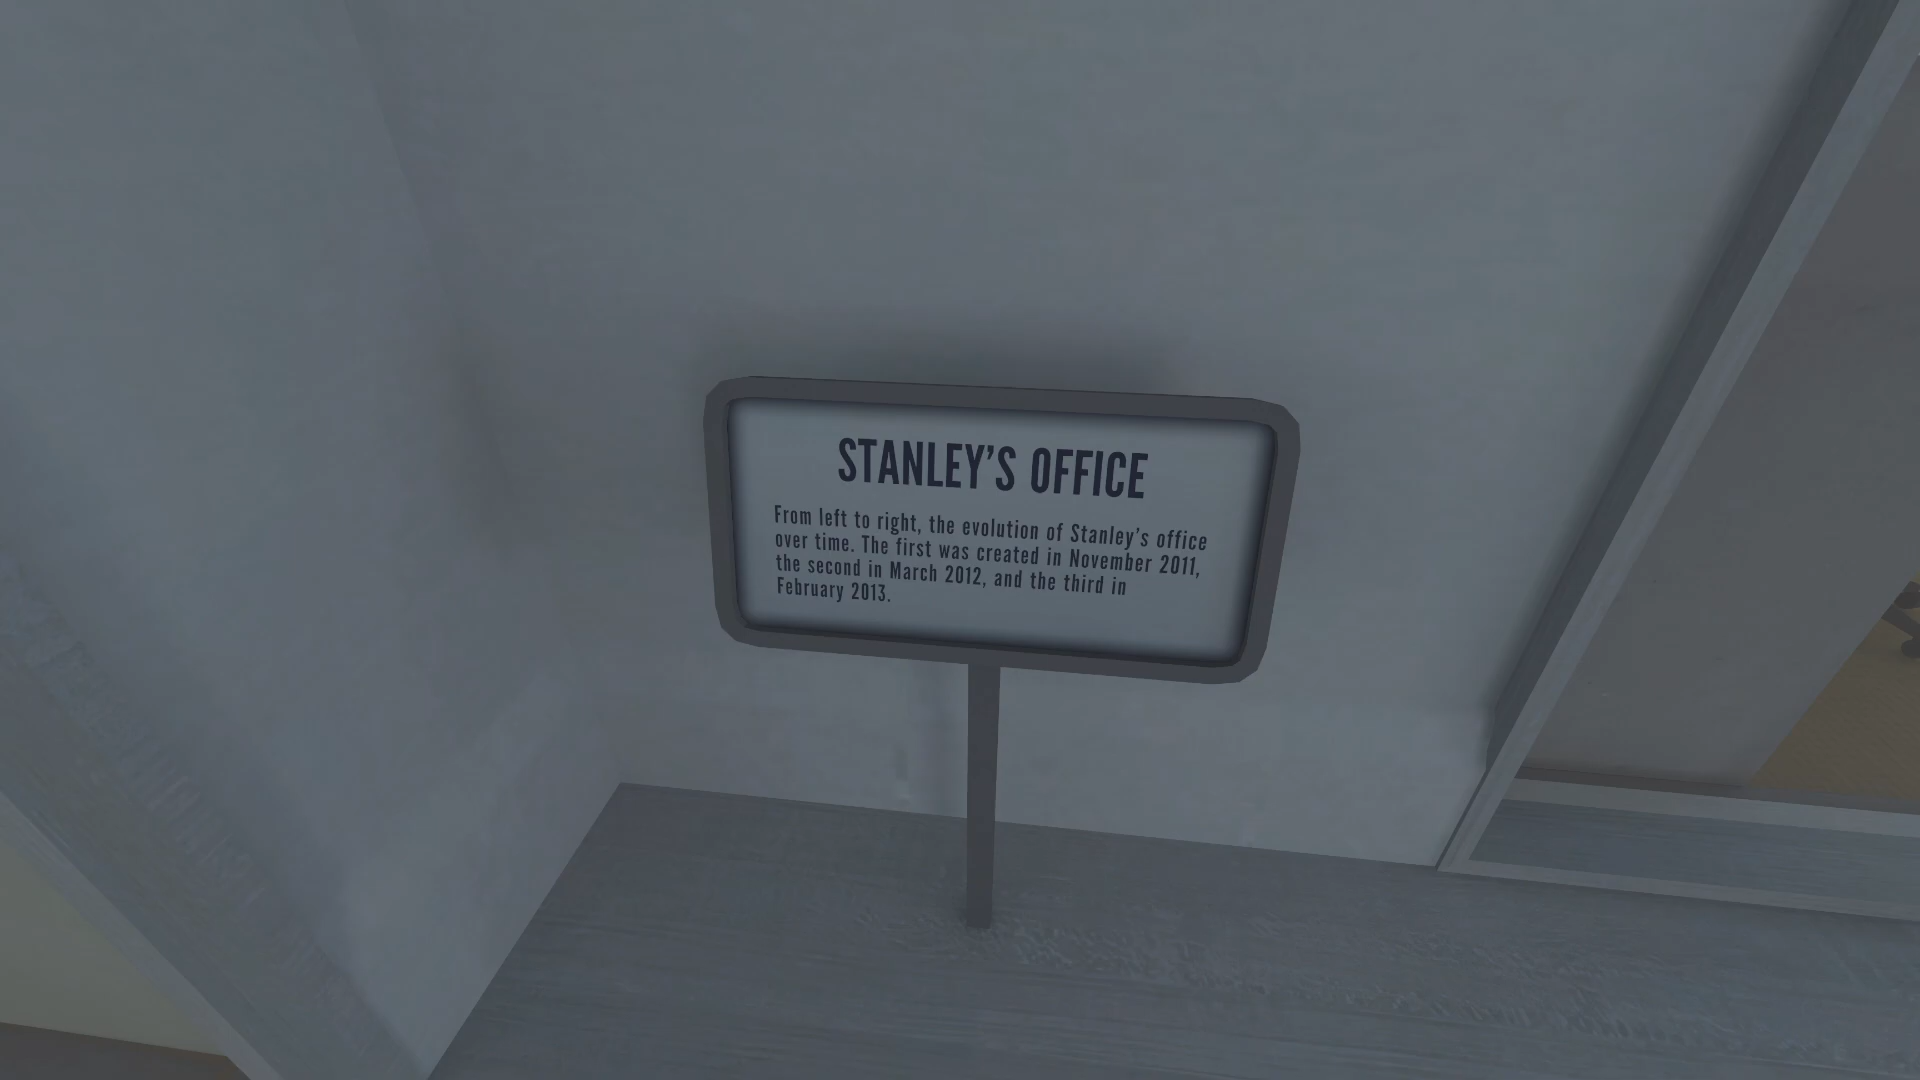 STANLEY'S OFFICE
From left to right, the evolution of Stanley's office
over time. The first was created in November 2011,
the second in March 2012, and the third in
February 2013.